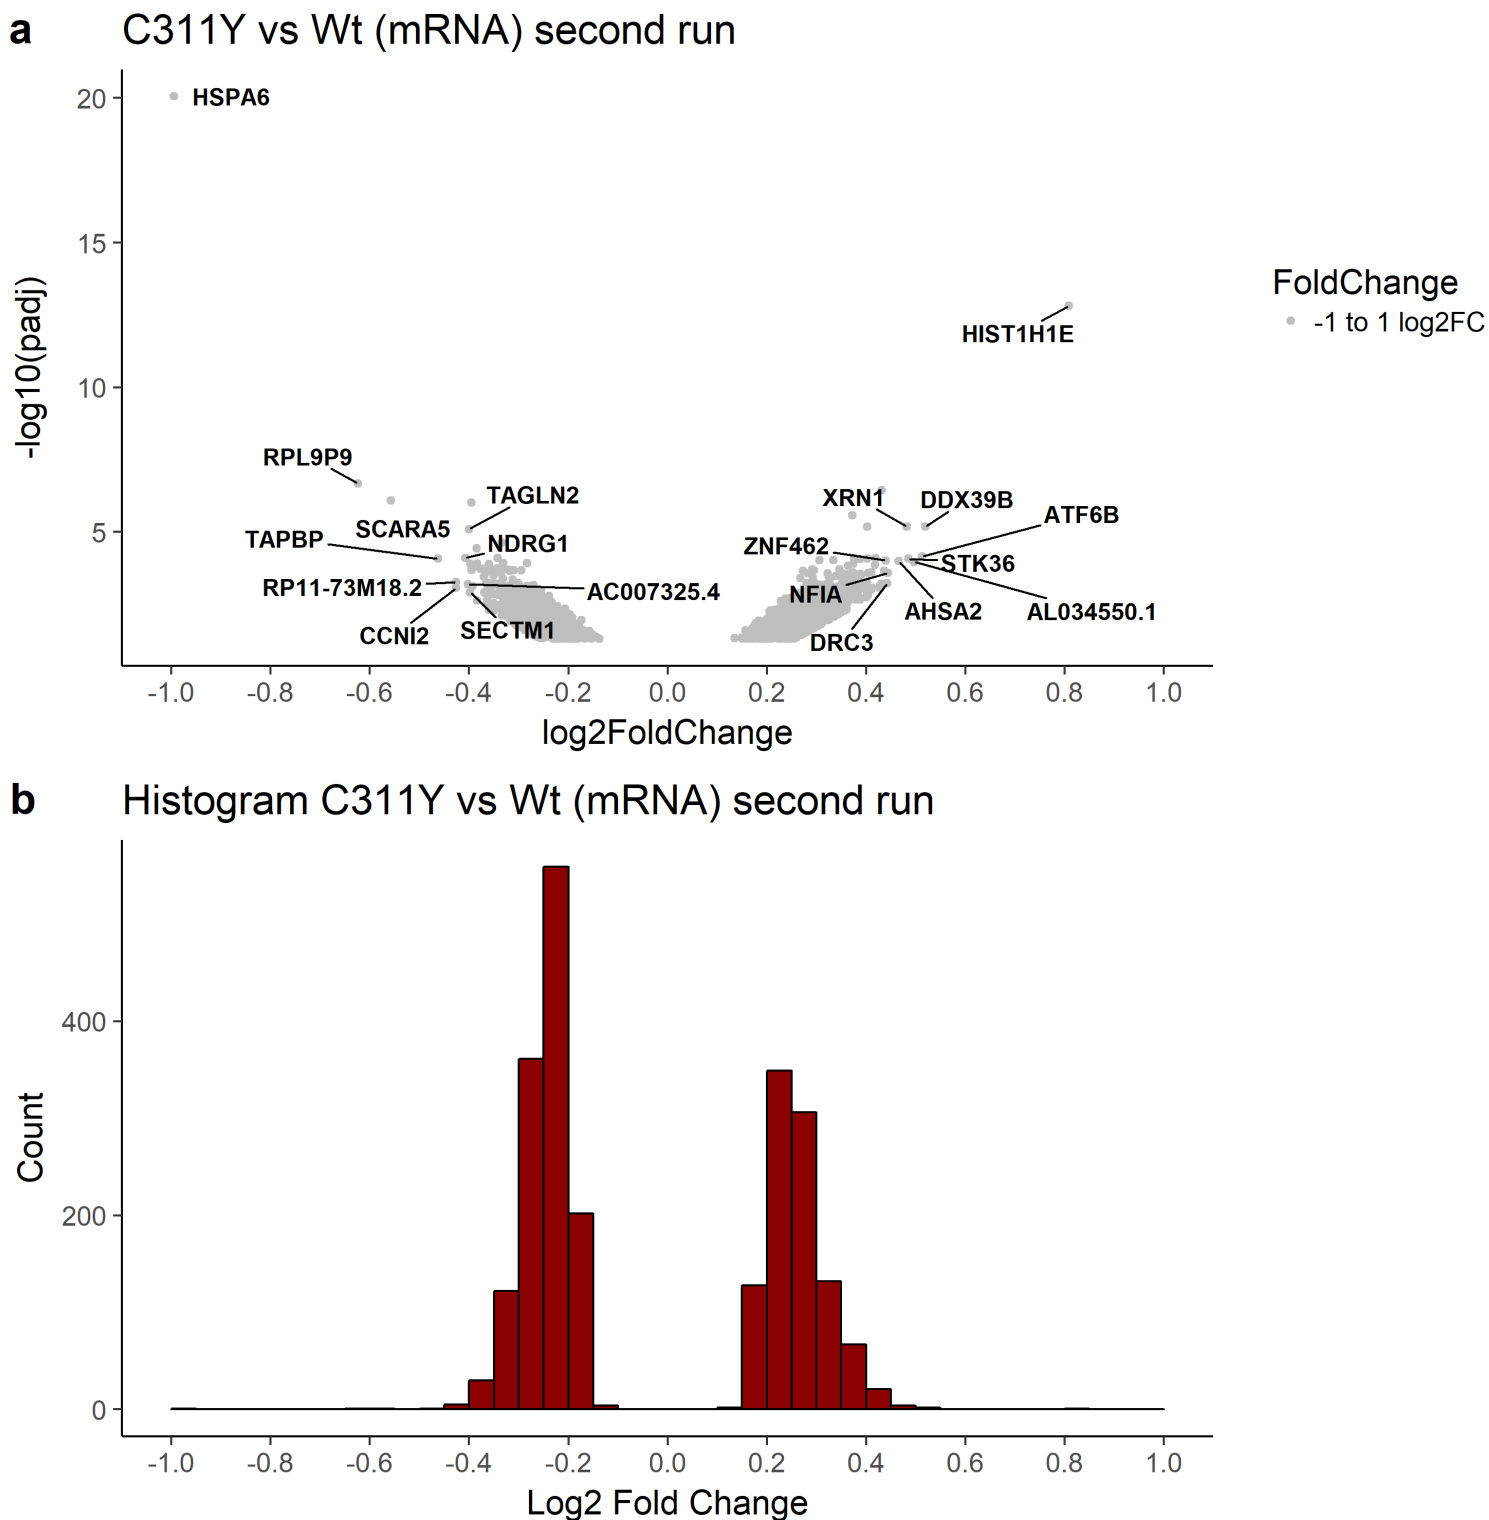 a
C311Y vs Wt (mRNA) second run
20
15
10
5
-log10(padj)
HSPA6
HIST1H1E
RPL9P9
TAGLN2
SCARA5
TAPBP
NDRG1
RP11-73M18.2
AC007325.4
CCNI2
SECTM1
XRN1
DDX39B
ATF6B
ZNF462
STK36
NFIA
AHSA2
AL034550.1
DRC3
FoldChange
-1 to 1 log2FC
-1.0 -0.8 -0.6 -0.4 -0.2 0.0 0.2 0.4 0.6 0.8 1.0
log2FoldChange
b
Histogram C311Y vs Wt (mRNA) second run
400
200
0
Count
-1.0 -0.8 -0.6 -0.4 -0.2 0.0 0.2 0.4 0.6 0.8 1.0
Log2 Fold Change